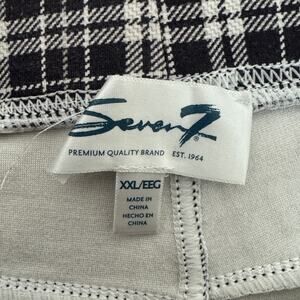 Seven7
PREMIUM QUALITY BRAND EST. 1964
XXL/EEG
MADE IN
CHINA
HECHO EN
CHINA